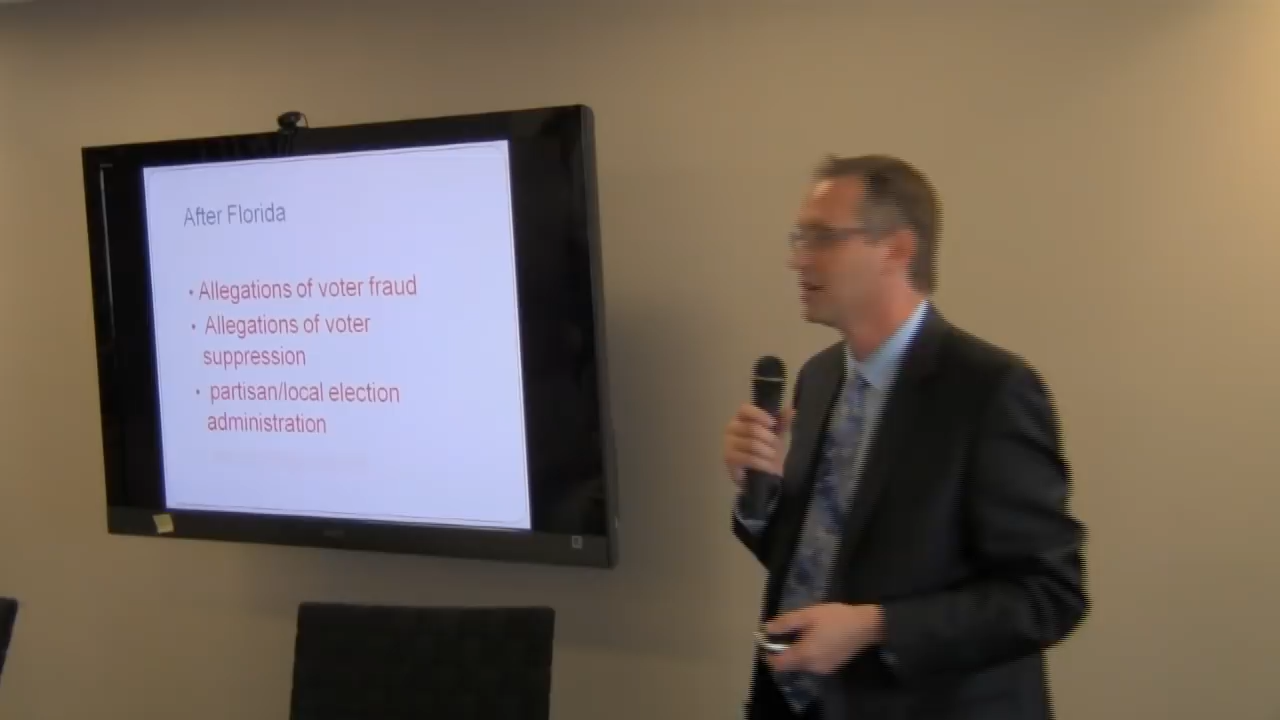 After Florida
• Allegations of voter fraud
• Allegations of voter
suppression
• partisan/local election
administration